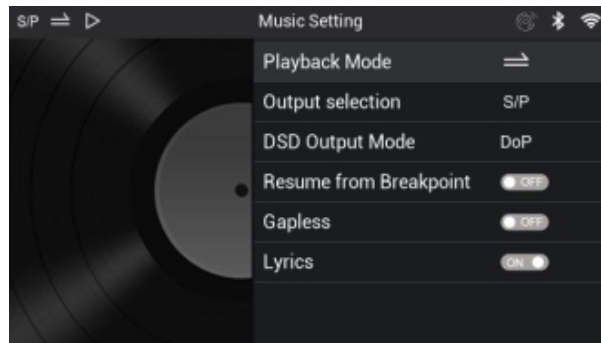 S/P Music Setting
Playback Mode
Output selection S/P
DSD Output Mode DoP
Resume from Breakpoint OFF
Gapless OFF
Lyrics ON